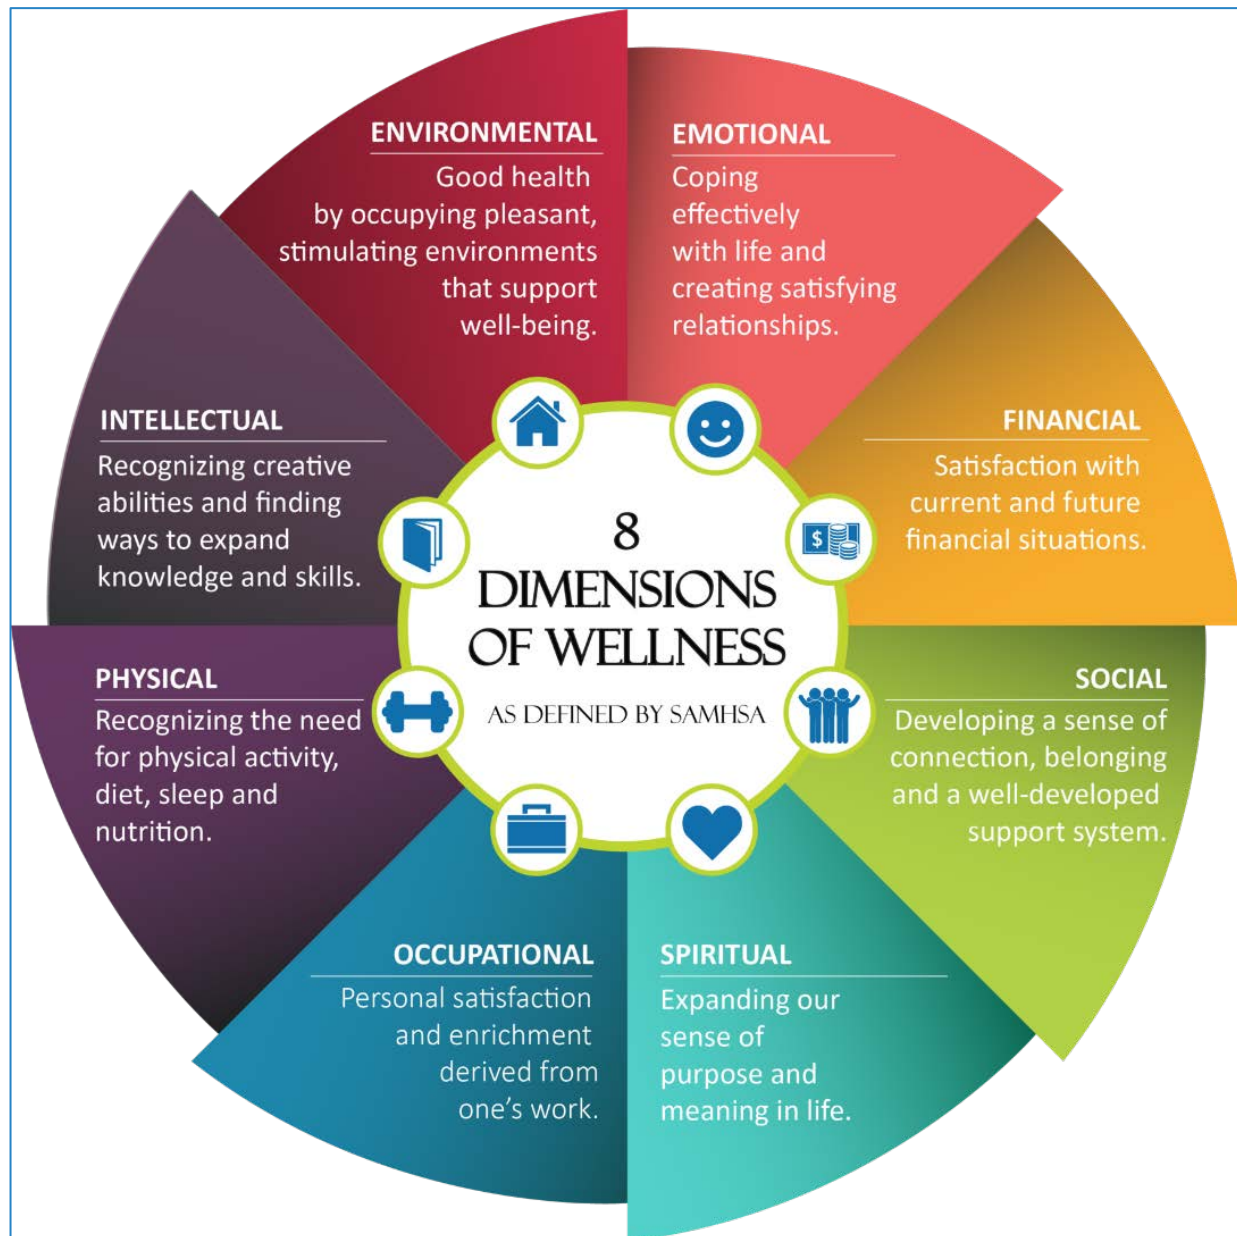 ENVIRONMENTAL
Good health
by occupying pleasant,
stimulating environments
that support
well-being.
EMOTIONAL
Coping
effectively
with life and
creating satisfying
relationships.
FINANCIAL
Satisfaction with
current and future
financial situations.
SOCIAL
Developing a sense of
connection, belonging
and a well-developed
support system.
SPIRITUAL
Expanding our
sense of
purpose and
meaning in life.
OCCUPATIONAL
Personal satisfaction
and enrichment
derived from
one’s work.
PHYSICAL
Recognizing the need
for physical activity,
diet, sleep and
nutrition.
INTELLECTUAL
Recognizing creative
abilities and finding
ways to expand
knowledge and skills.
8
DIMENSIONS
OF WELLNESS
AS DEFINED BY SAMHSA
$